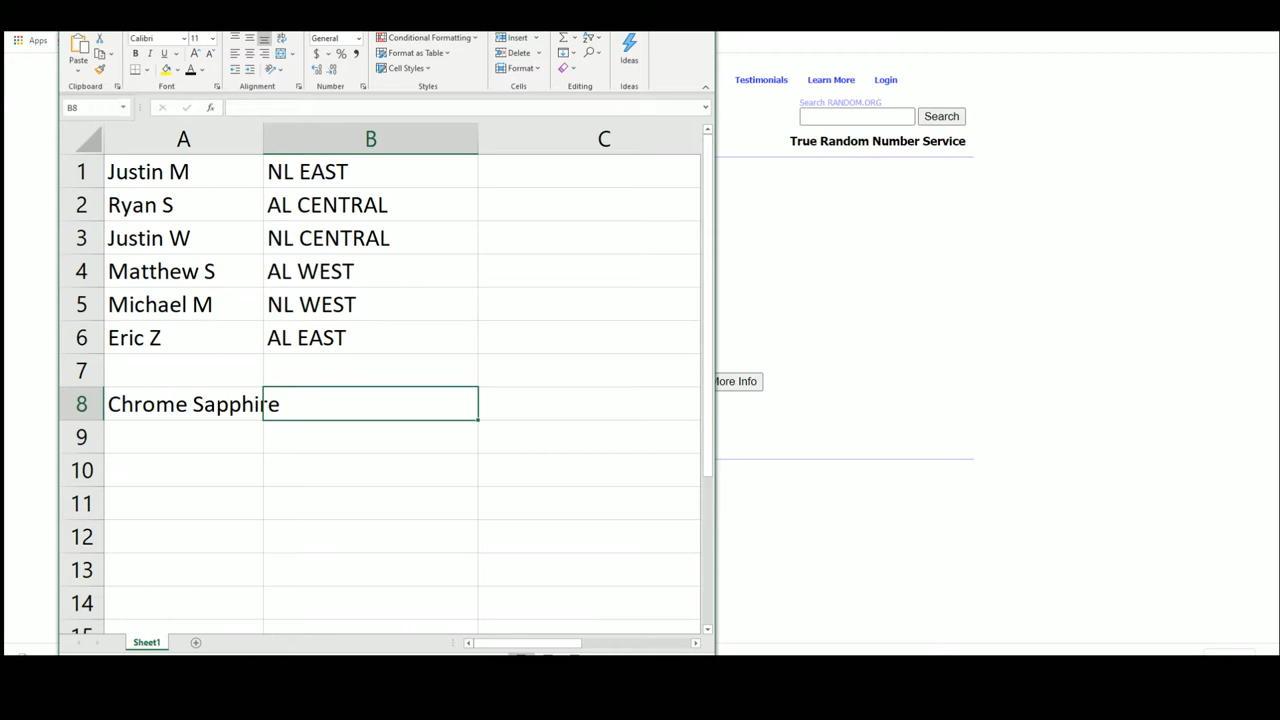 Apps
Paste
Clipboard
Calibri 11
B I U A A
Font
Alignment
General
$ % ,
Number
Conditional Formatting
Format as Table
Cell Styles
Styles
Insert
Delete
Format
Cells
Editing
Ideas
Ideas
B8 fx
A B C
1 Justin M NL EAST
2 Ryan S AL CENTRAL
3 Justin W NL CENTRAL
4 Matthew S AL WEST
5 Michael M NL WEST
6 Eric Z AL EAST
7
8 Chrome Sapphire
9
10
11
12
13
14
15
Sheet1
Testimonials Learn More Login
Search RANDOM.ORG
Search
True Random Number Service
More Info